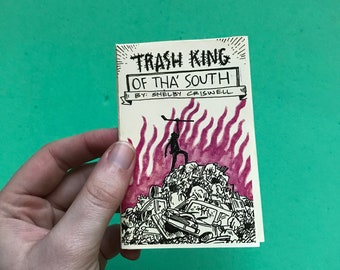 TRASH KING
OF THA' SOUTH
BY: SHELBY CRISWELL